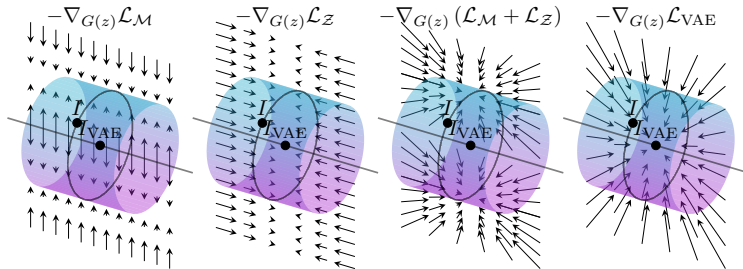 −∇_{G(z)} 𝓛_𝓜
−∇_{G(z)} 𝓛_𝓩
−∇_{G(z)} (𝓛_𝓜 + 𝓛_𝓩)
−∇_{G(z)} 𝓛_VAE
I
I_VAE
I
I_VAE
I
I_VAE
I
I_VAE